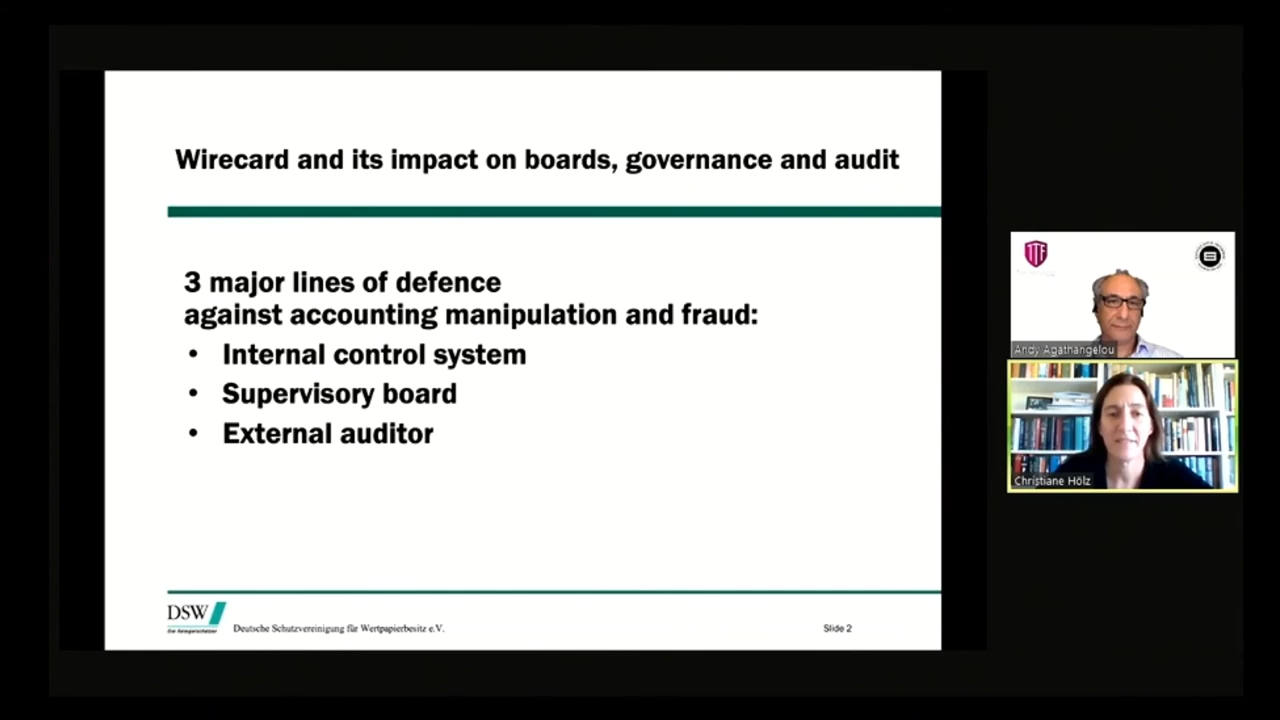 Wirecard and its impact on boards, governance and audit
3 major lines of defence
against accounting manipulation and fraud:
• Internal control system
• Supervisory board
• External auditor
DSW
Die Anlegerschützer
Deutsche Schutzvereinigung für Wertpapierbesitz e.V.
Slide 2
TTF
Andy Agathangelou
Christiane Hölz